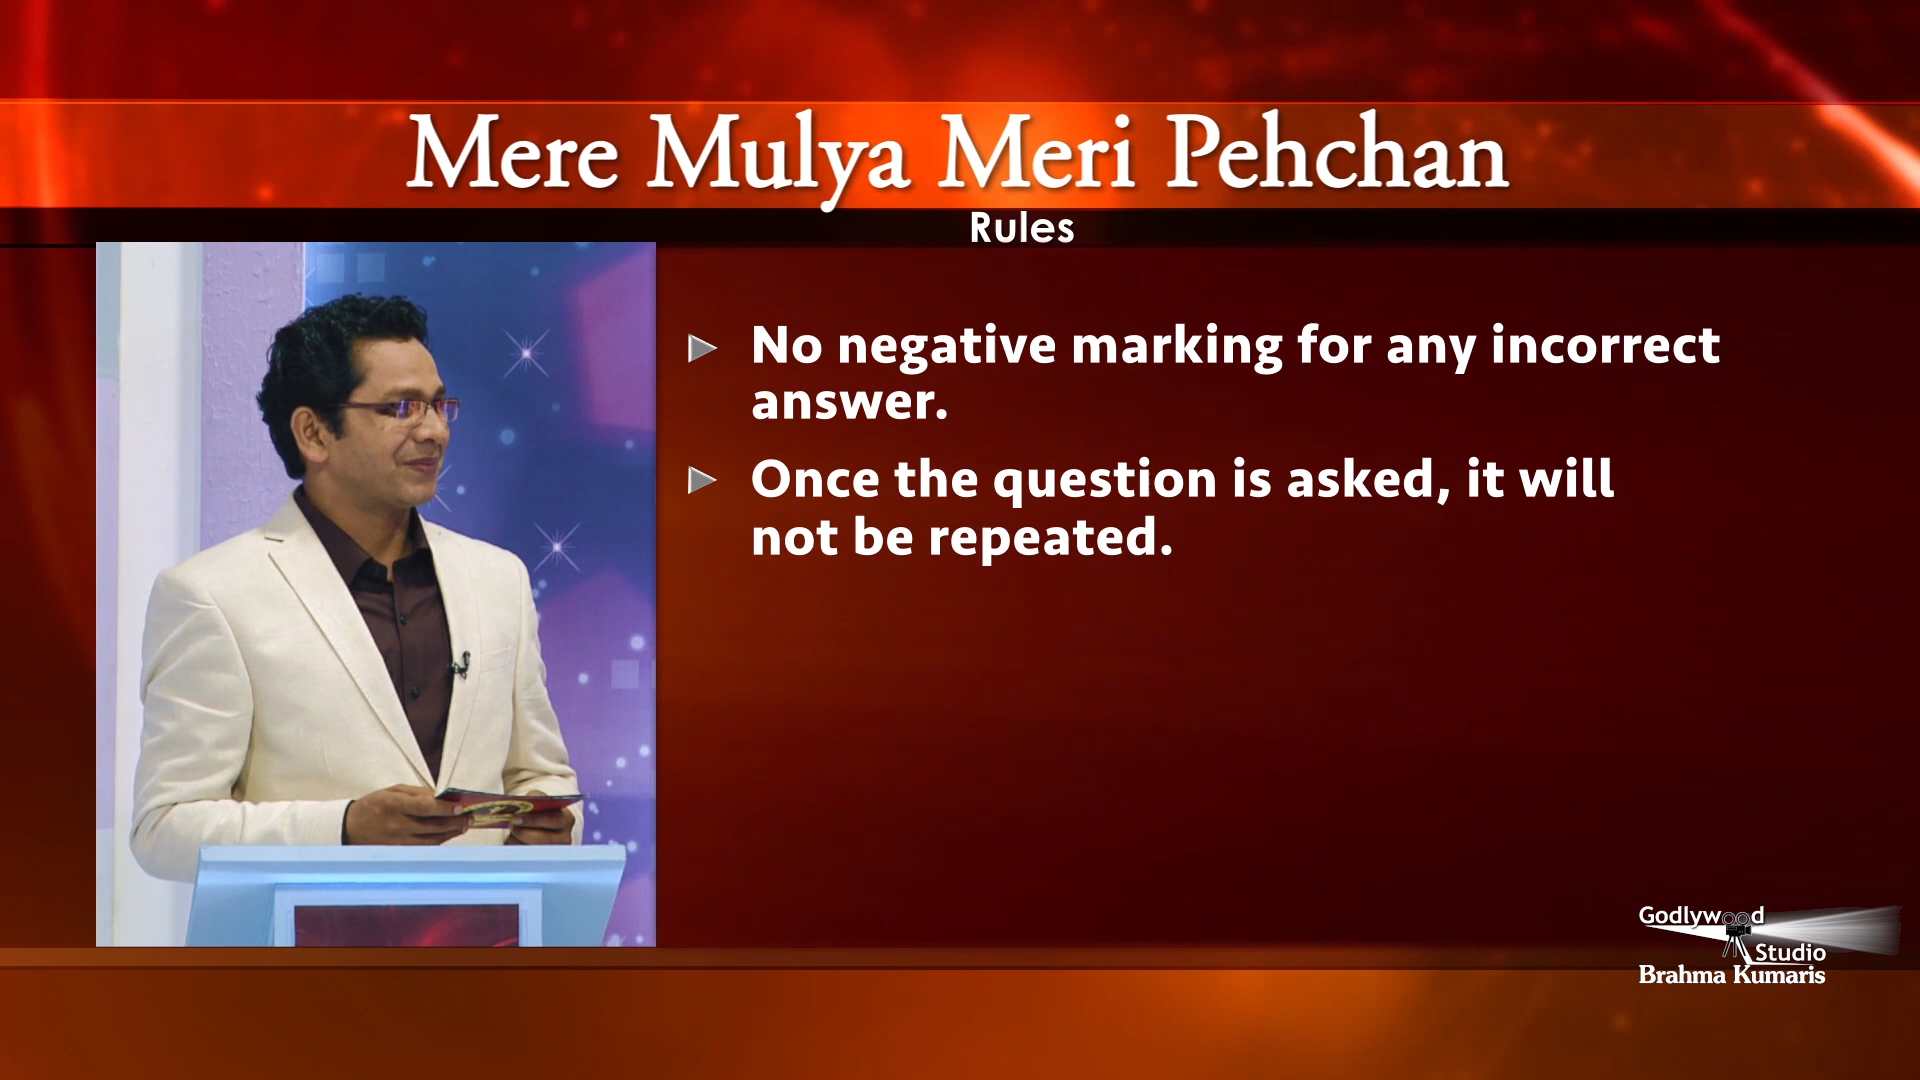 Mere Mulya Meri Pehchan
Rules
No negative marking for any incorrect
answer.
Once the question is asked, it will
not be repeated.
Godlywood
Studio
Brahma Kumaris